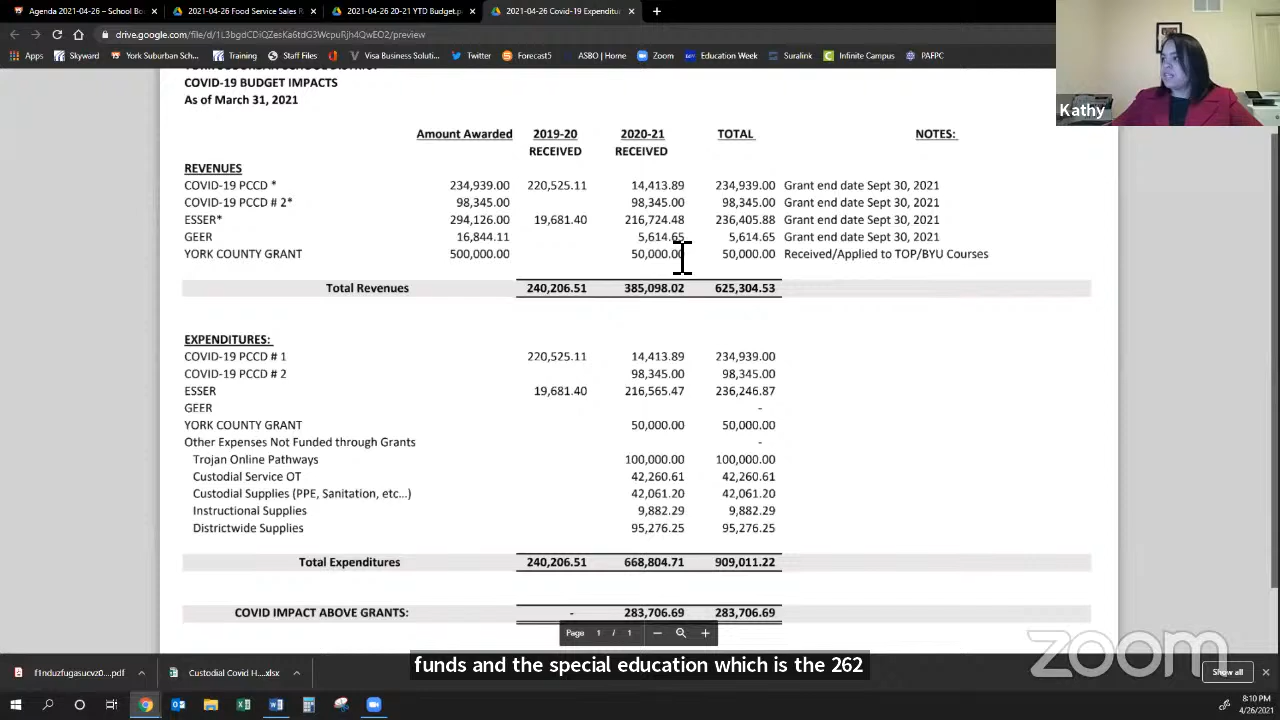 2021-04-26 - School Bo
2021-04-26 Food Service Sales R
2021-04-26 20-21 YTD Budget.p
2021-04-26 Covid-19 Expenditur
drive.google.com/file/d/1L3bgdCDiQZesKa6tdG3WcpuRjh4QwEO2/preview
Apps Skyward York Suburban Sch... Training Staff Files Visa Business Soluti... Twitter Forecast5 ASBO | Home Zoom Education Week Suralink Infinite Campus PAFPC
COVID-19 BUDGET IMPACTS
As of March 31, 2021
Amount Awarded 2019-20 2020-21 TOTAL NOTES:
RECEIVED RECEIVED
REVENUES
COVID-19 PCCD * 234,939.00 220,525.11 14,413.89 234,939.00 Grant end date Sept 30, 2021
COVID-19 PCCD # 2* 98,345.00 98,345.00 98,345.00 Grant end date Sept 30, 2021
ESSER* 294,126.00 19,681.40 216,724.48 236,405.88 Grant end date Sept 30, 2021
GEER 16,844.11 5,614.65 5,614.65 Grant end date Sept 30, 2021
YORK COUNTY GRANT 500,000.00 50,000.00 50,000.00 Received/Applied to TOP/BYU Courses
Total Revenues 240,206.51 385,098.02 625,304.53
EXPENDITURES:
COVID-19 PCCD # 1 220,525.11 14,413.89 234,939.00
COVID-19 PCCD # 2 98,345.00 98,345.00
ESSER 19,681.40 216,565.47 236,246.87
GEER -
YORK COUNTY GRANT 50,000.00 50,000.00
Other Expenses Not Funded through Grants -
Trojan Online Pathways 100,000.00 100,000.00
Custodial Service OT 42,260.61 42,260.61
Custodial Supplies (PPE, Sanitation, etc...) 42,061.20 42,061.20
Instructional Supplies 9,882.29 9,882.29
Districtwide Supplies 95,276.25 95,276.25
Total Expenditures 240,206.51 668,804.71 909,011.22
COVID IMPACT ABOVE GRANTS: - 283,706.69 283,706.69
Page 1 / 1
Kathy
funds and the special education which is the 262
zoom
f1nduzfugasucvz0....pdf
Custodial Covid H....xlsx
Show all
8:10 PM
4/26/2021